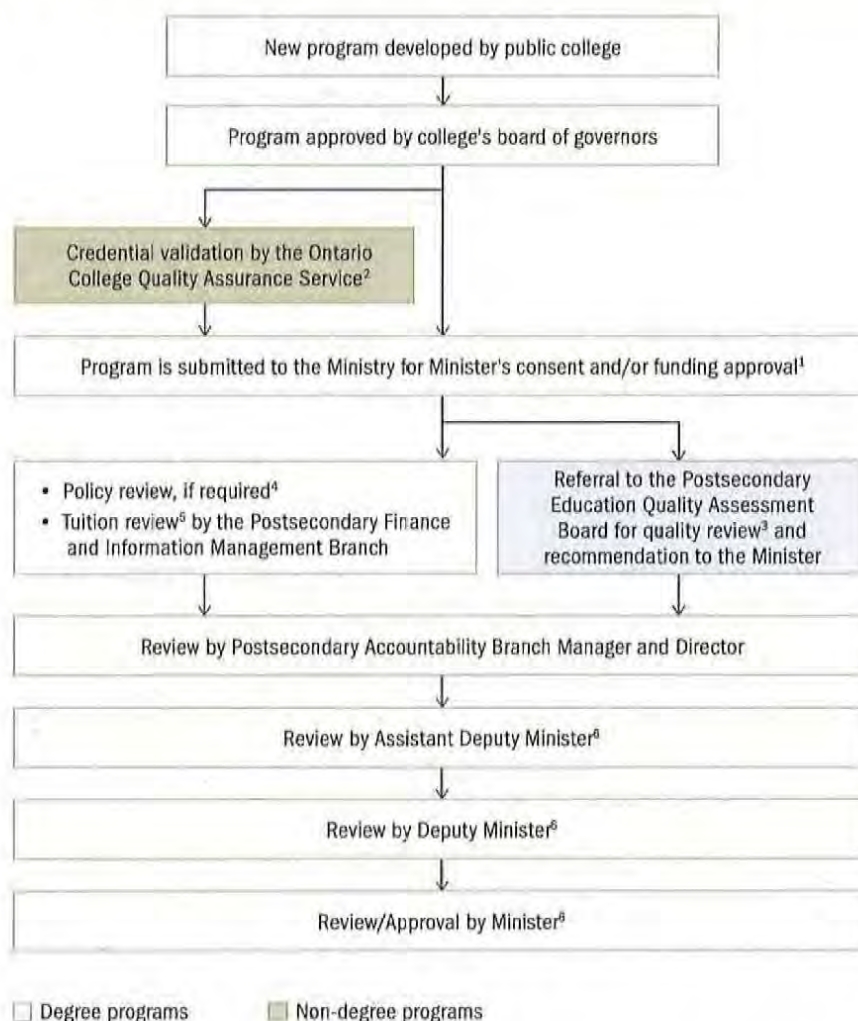 New program developed by public college
Program approved by college's board of governors
Credential validation by the Ontario
College Quality Assurance Service²
Program is submitted to the Ministry for Minister's consent and/or funding approval¹
• Policy review, if required⁴
• Tuition review⁵ by the Postsecondary Finance
and Information Management Branch
Referral to the Postsecondary
Education Quality Assessment
Board for quality review³ and
recommendation to the Minister
Review by Postsecondary Accountability Branch Manager and Director
Review by Assistant Deputy Minister⁶
Review by Deputy Minister⁶
Review/Approval by Minister⁶
Degree programs
Non-degree programs